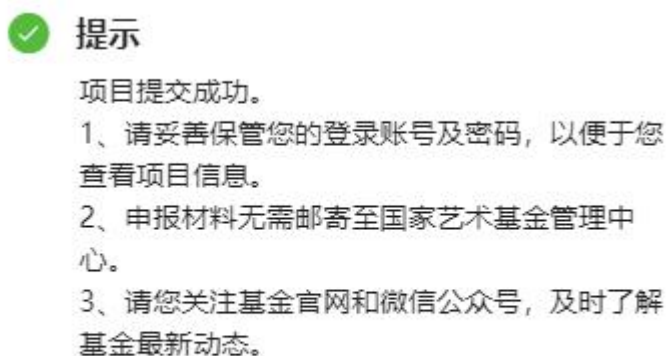 提示
项目提交成功。
1、请妥善保管您的登录账号及密码，以便于您
查看项目信息。
2、申报材料无需邮寄至国家艺术基金管理中
心。
3、请您关注基金官网和微信公众号，及时了解
基金最新动态。